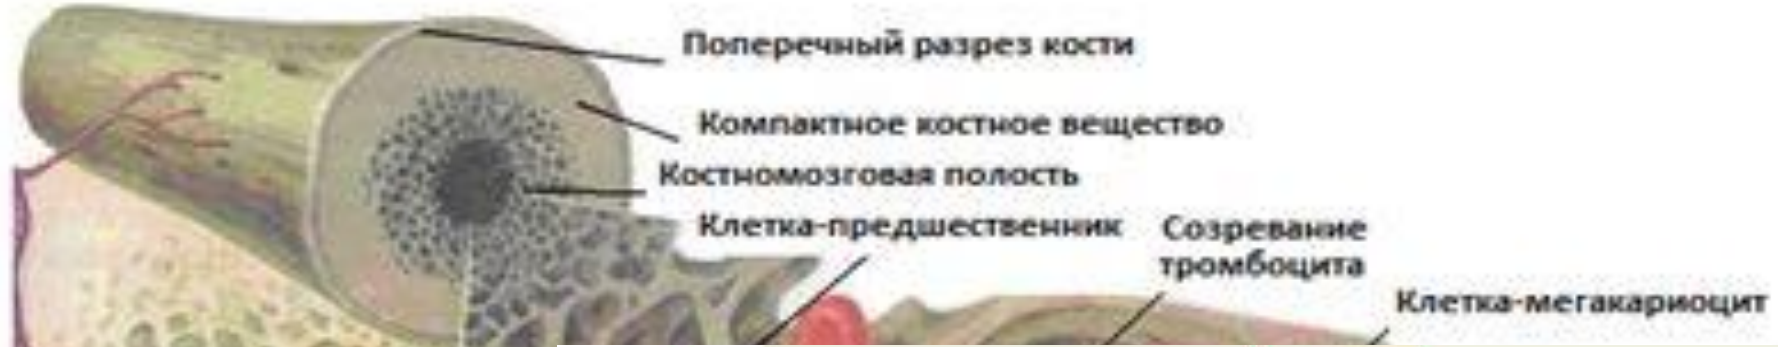 Поперечный разрез кости
Компактное костное вещество
Костномозговая полость
Клетка-предшественник
Созревание
тромбоцита
Клетка-мегакариоцит